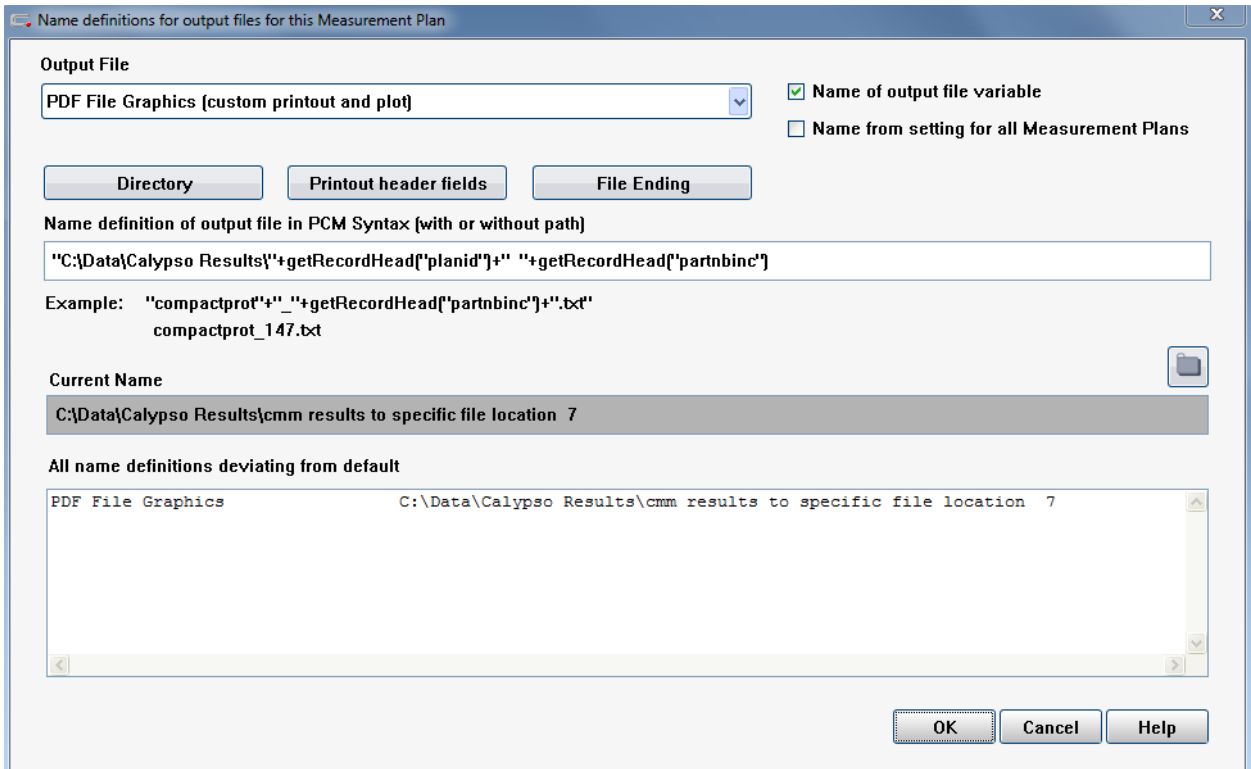 Name definitions for output files for this Measurement Plan
X
Output File
PDF File Graphics (custom printout and plot)
Name of output file variable
Name from setting for all Measurement Plans
Directory
Printout header fields
File Ending
Name definition of output file in PCM Syntax (with or without path)
"C:\Data\Calypso Results\"+getRecordHead("planid")+"  "+getRecordHead("partnbinc")
Example: "compactprot"+"_"+getRecordHead("partnbinc")+".txt"
compactprot_147.txt
Current Name
C:\Data\Calypso Results\cmm results to specific file location  7
All name definitions deviating from default
PDF File Graphics C:\Data\Calypso Results\cmm results to specific file location  7
OK
Cancel
Help